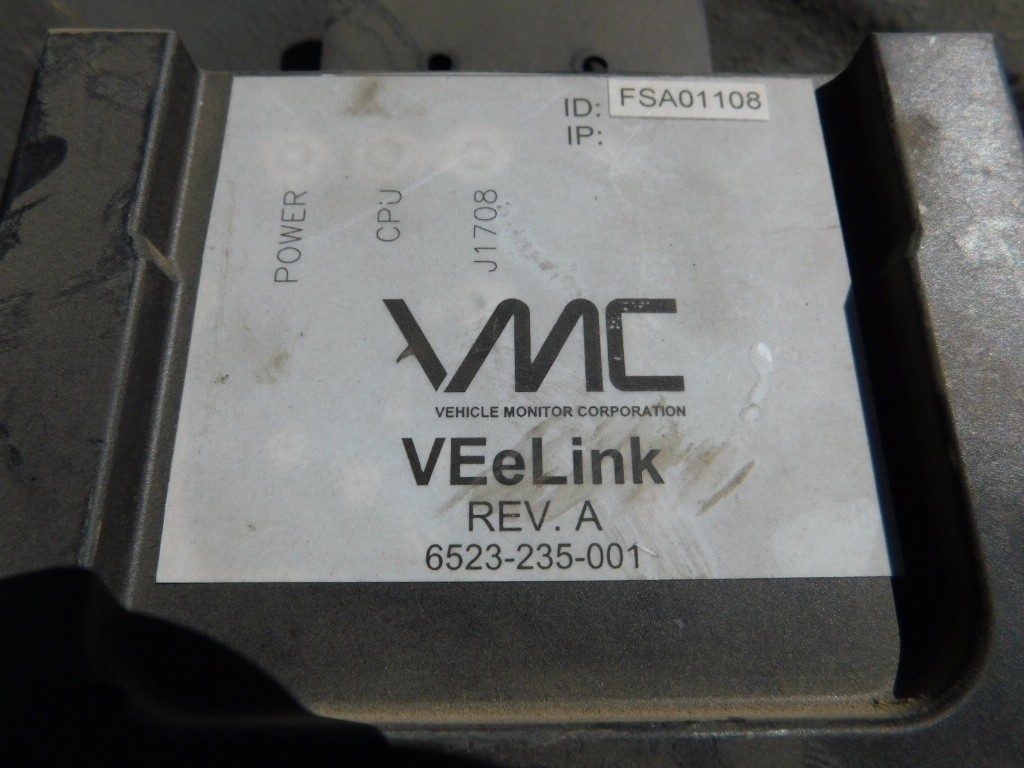 ID: FSA01108
IP:
POWER
CPU
J1708
VMC
VEHICLE MONITOR CORPORATION
VEeLink
REV. A
6523-235-001